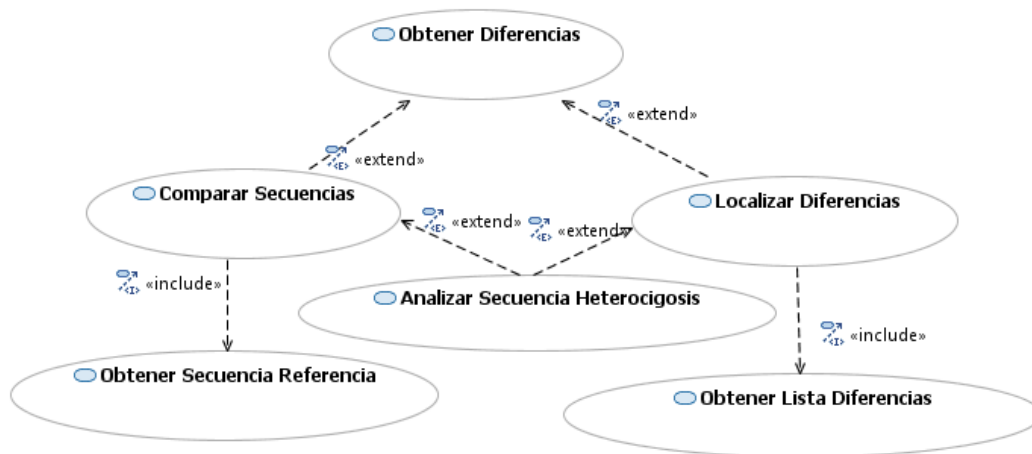 Obtener Diferencias
«extend»
«extend»
Comparar Secuencias
Localizar Diferencias
«extend»
«extend»
«include»
Analizar Secuencia Heterocigosis
«include»
Obtener Secuencia Referencia
Obtener Lista Diferencias